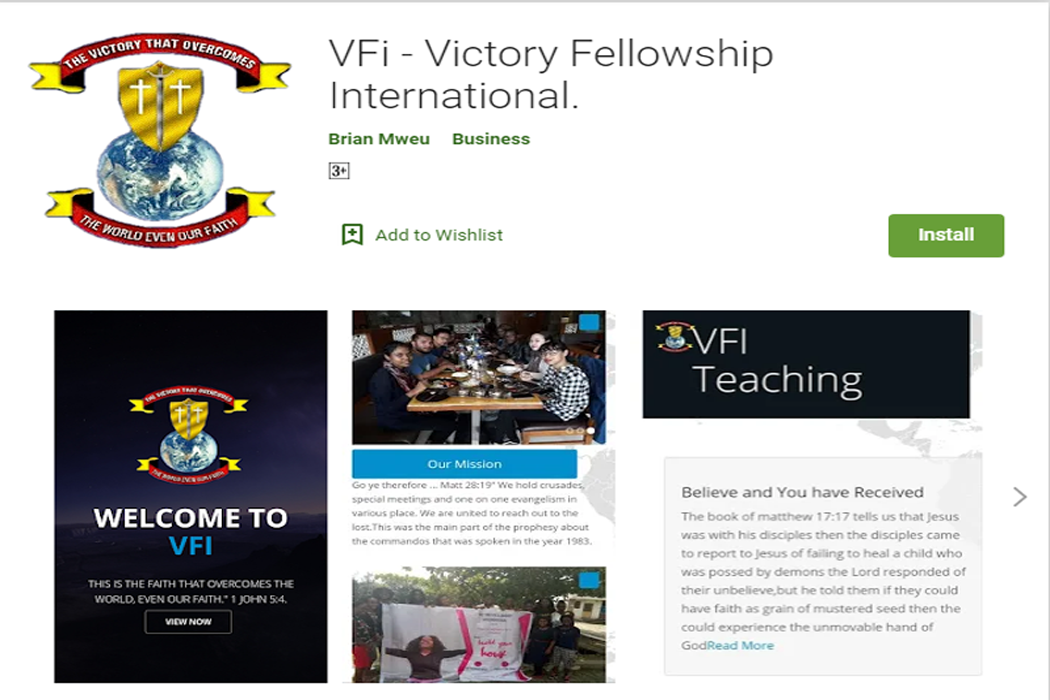 THE VICTORY THAT OVERCOMES
THE WORLD EVEN OUR FAITH
VFi - Victory Fellowship
International.
Brian Mweu Business
3+
Add to Wishlist
Install
THE VICTORY THAT OVERCOMES
THE WORLD EVEN OUR FAITH
WELCOME TO
VFI
THIS IS THE FAITH THAT OVERCOMES THE
WORLD, EVEN OUR FAITH." 1 JOHN 5:4.
VIEW NOW
Our Mission
Go ye therefore ... Matt 28:19" We hold crusades,
special meetings and one on one evangelism in
various place. We are united to reach out to the
lost.This was the main part of the prophesy about
the commandos that was spoken in the year 1983.
build your
house
VFI
Teaching
Believe and You have Received
The book of matthew 17:17 tells us that Jesus
was with his disciples then the disciples came
to report to Jesus of failing to heal a child who
was possed by demons the Lord responed of
their unbelieve,but he told them if they could
have faith as grain of mustered seed then the
could experience the unmovable hand of
GodRead More